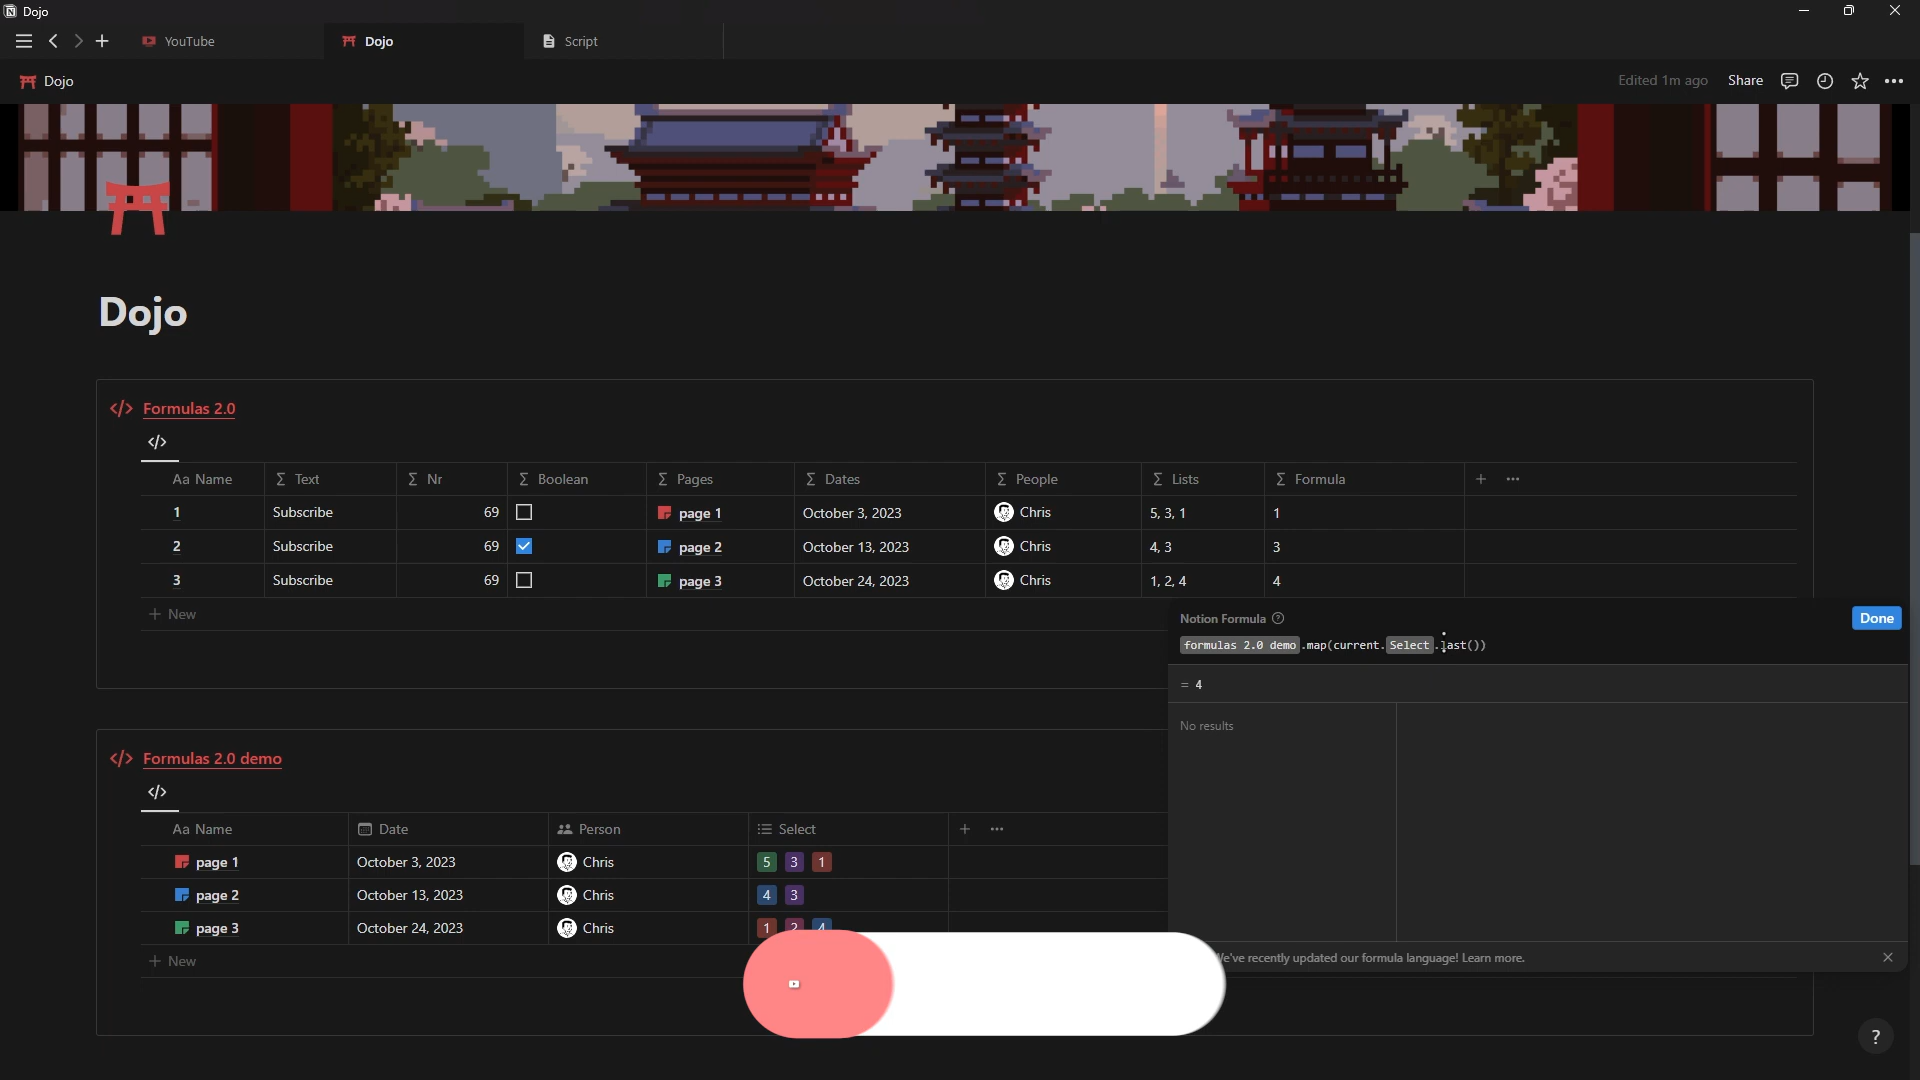 Dojo
YouTube
Dojo
Script
Dojo
Edited 1m ago
Share
Dojo
</> Formulas 2.0
</>
Aa Name
Σ Text
Σ Nr
Σ Boolean
Σ Pages
Σ Dates
Σ People
Σ Lists
Σ Formula
+ •••
1 Subscribe 69 page 1 October 3, 2023 Chris 5, 3, 1 1
2 Subscribe 69 page 2 October 13, 2023 Chris 4, 3 3
3 Subscribe 69 page 3 October 24, 2023 Chris 1, 2, 4 4
+ New
Notion Formula ?
Done
formulas 2.0 demo.map(current.Select.last())
= 4
No results
</> Formulas 2.0 demo
</>
Aa Name Date Person Select + •••
page 1 October 3, 2023 Chris 5 3 1
page 2 October 13, 2023 Chris 4 3
page 3 October 24, 2023 Chris 1 2 4
+ New
've recently updated our formula language! Learn more.
?